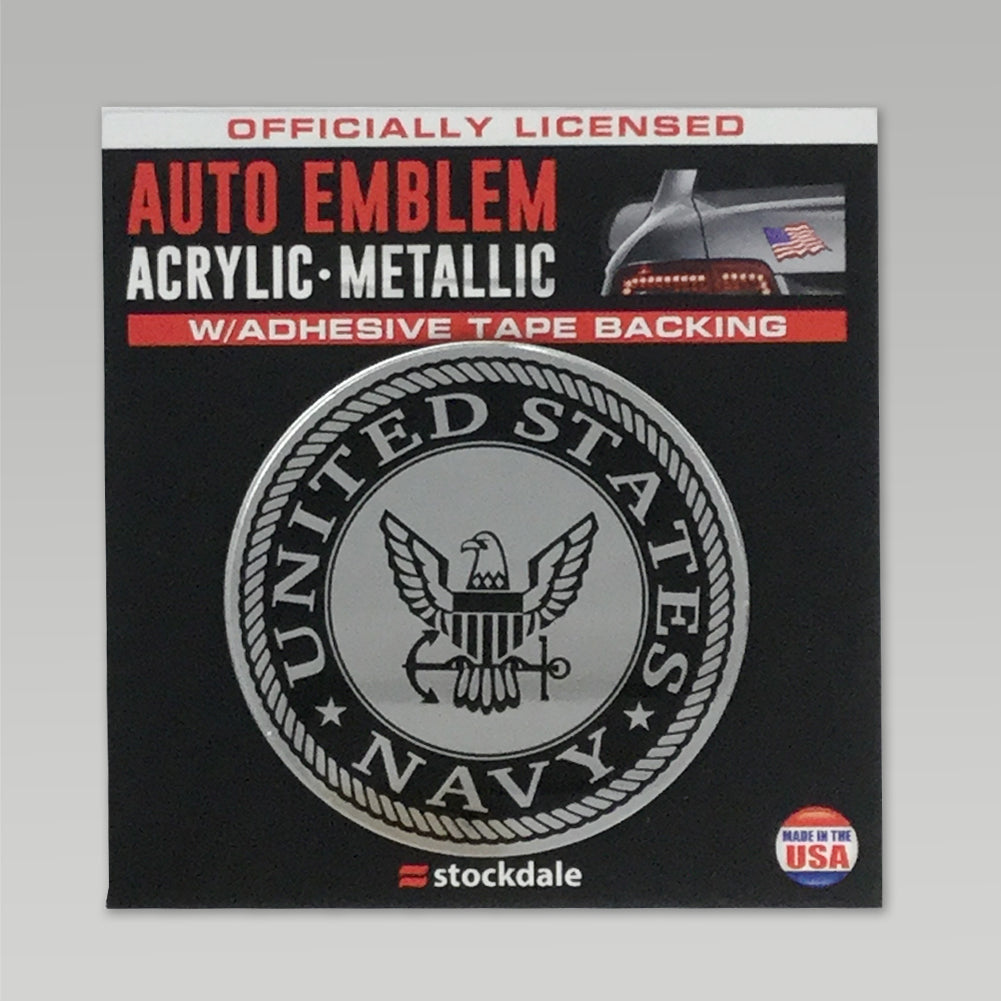 OFFICIALLY LICENSED
AUTO EMBLEM
ACRYLIC·METALLIC
W/ADHESIVE TAPE BACKING
UNITED STATES
NAVY
stockdale
MADE IN THE
USA